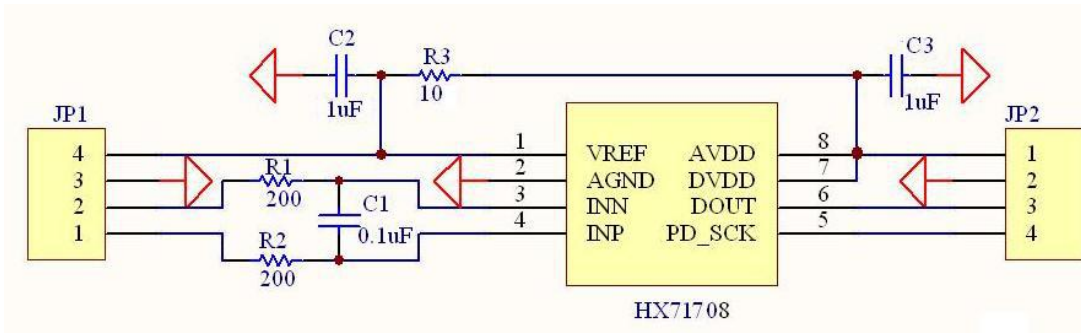 C2
R3
C3
1uF
10
1uF
JP1
JP2
4
3
2
1
R1
200
C1
0.1uF
R2
200
1
2
3
4
VREF
AGND
INN
INP
AVDD
DVDD
DOUT
PD_SCK
8
7
6
5
1
2
3
4
HX71708